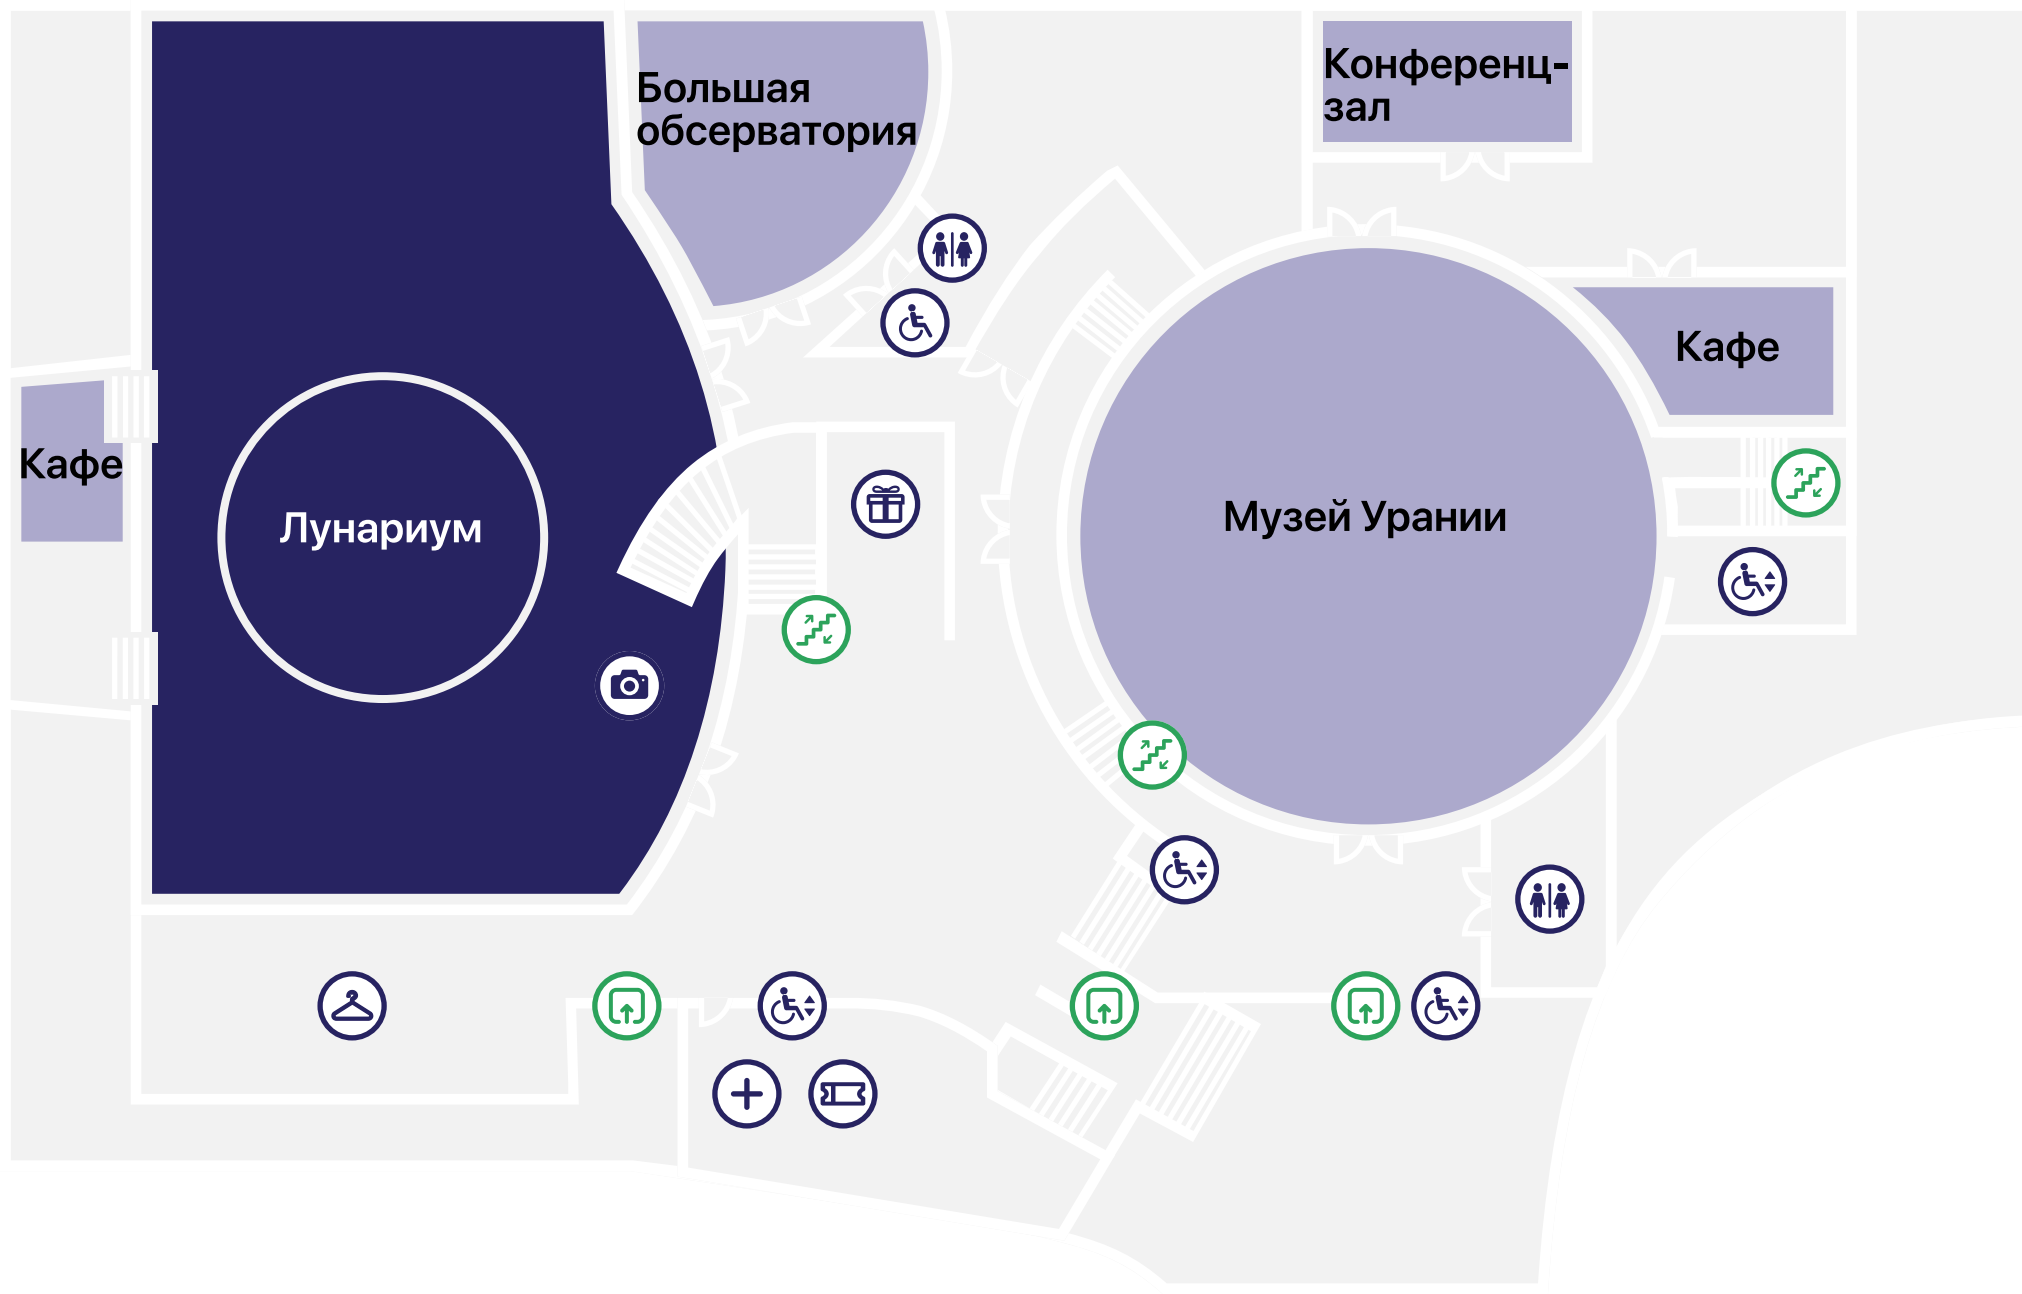 Большая
обсерватория
Конференц-
зал
Кафе
Кафе
Лунариум
Музей Урании